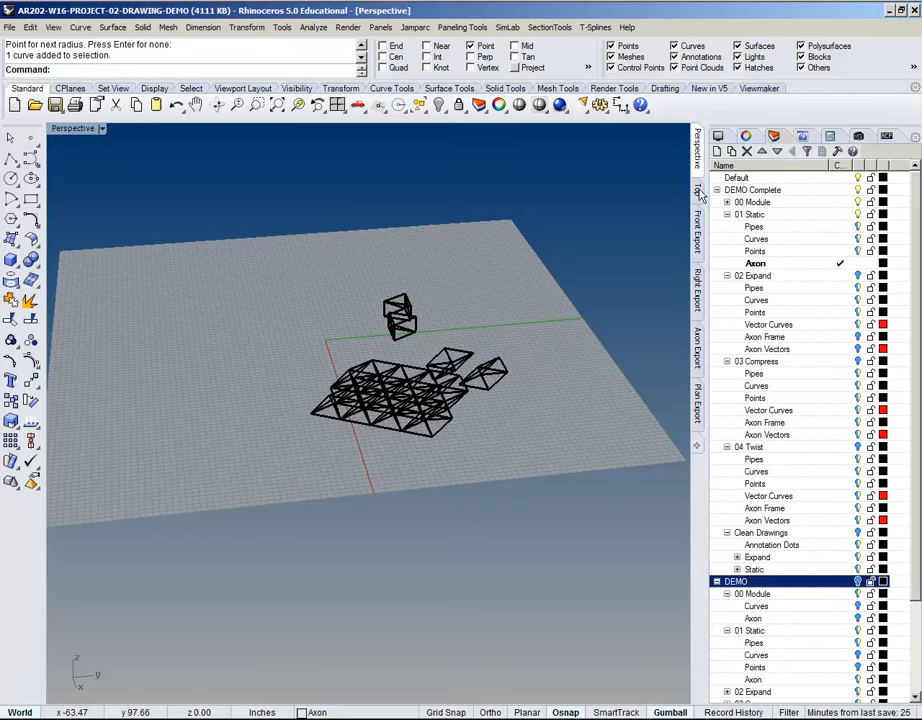 AR202-W16-PROJECT-02-DRAWING-DEMO (4111 KB) - Rhinoceros 5.0 Educational - [Perspective]
File Edit View Curve Surface Solid Mesh Dimension Transform Tools Analyze Render Panels Jamparc Paneling Tools Help SimLab SectionTools T-Splines
Point for next radius. Press Enter for none:
1 curve added to selection.
Command:
End Near Point Mid
Cen Int Perp Tan
Quad Knot Vertex Project »
Points Curves Surfaces Polysurfaces
Meshes Annotations Lights Blocks
Control Points Point Clouds Hatches Others »
Standard CPlanes Set View Display Select Viewport Layout Visibility Transform Curve Tools Surface Tools Solid Tools Mesh Tools Render Tools Drafting New in V5 Viewmaker
Perspective
Perspective
Front Export
Right Export
Axon Export
Plan Export
Name C...
Default
DEMO Complete
00 Module
01 Static
Pipes
Curves
Points
Axon
02 Expand
Pipes
Curves
Points
Vector Curves
Axon Frame
Axon Vectors
03 Compress
Pipes
Curves
Points
Vector Curves
Axon Frame
Axon Vectors
04 Twist
Pipes
Curves
Points
Vector Curves
Axon Frame
Axon Vectors
Clean Drawings
Annotation Dots
Expand
Static
DEMO
00 Module
Curves
Axon
01 Static
Pipes
Curves
Points
Axon
02 Expand
z
y
x
World x -63.47 y 97.66 z 0.00 Inches Axon Grid Snap Ortho Planar Osnap SmartTrack Gumball Record History Filter Minutes from last save: 25